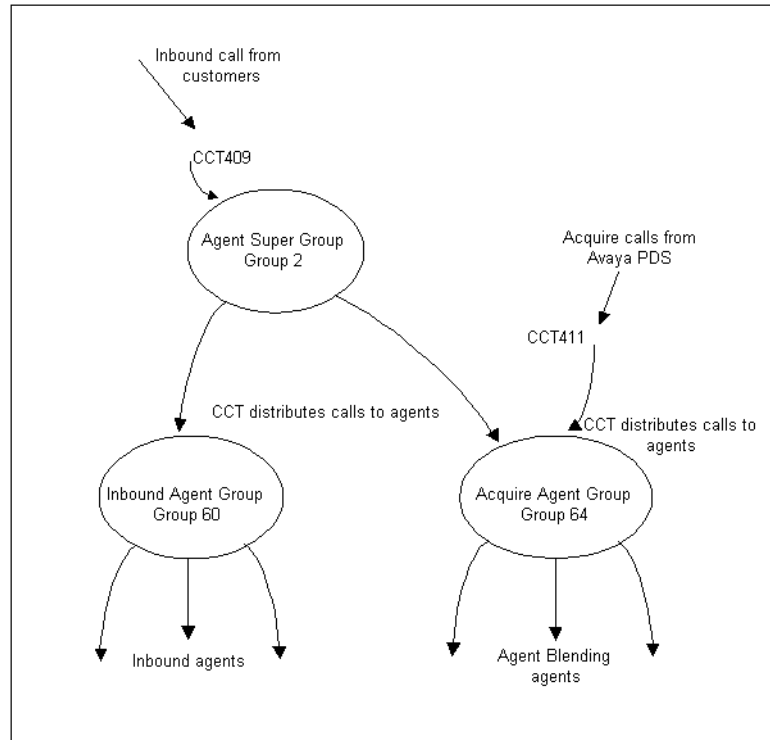 Inbound call from
customers
CCT409
Agent Super Group
Group 2
Acquire calls from
Avaya PDS
CCT411
CCT distributes calls to agents
CCT distributes calls to
agents
Inbound Agent Group
Group 60
Acquire Agent Group
Group 64
Inbound agents
Agent Blending
agents